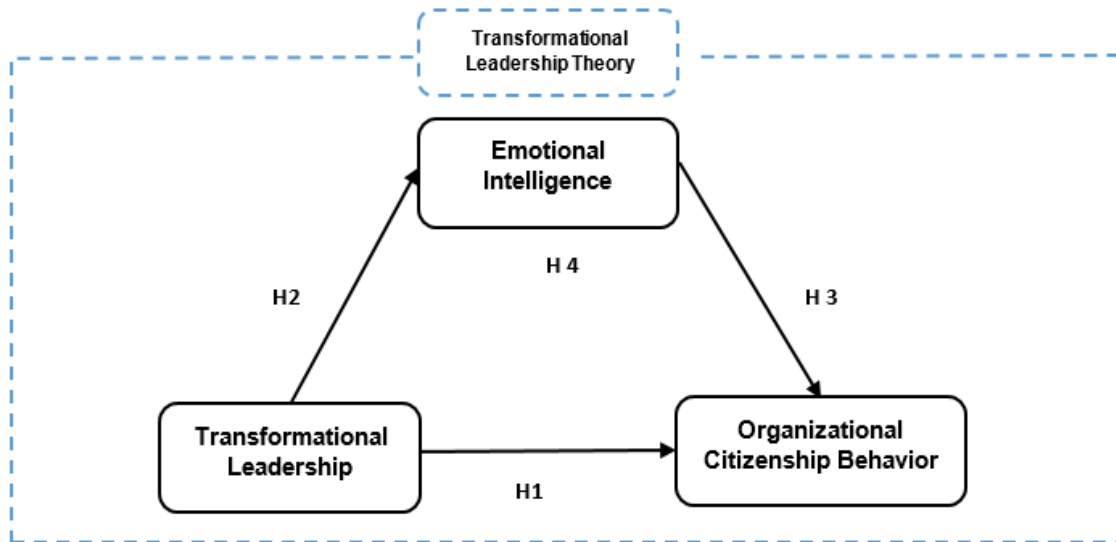 Transformational
Leadership Theory
Emotional
Intelligence
H 4
H2
H 3
Transformational
Leadership
Organizational
Citizenship Behavior
H1